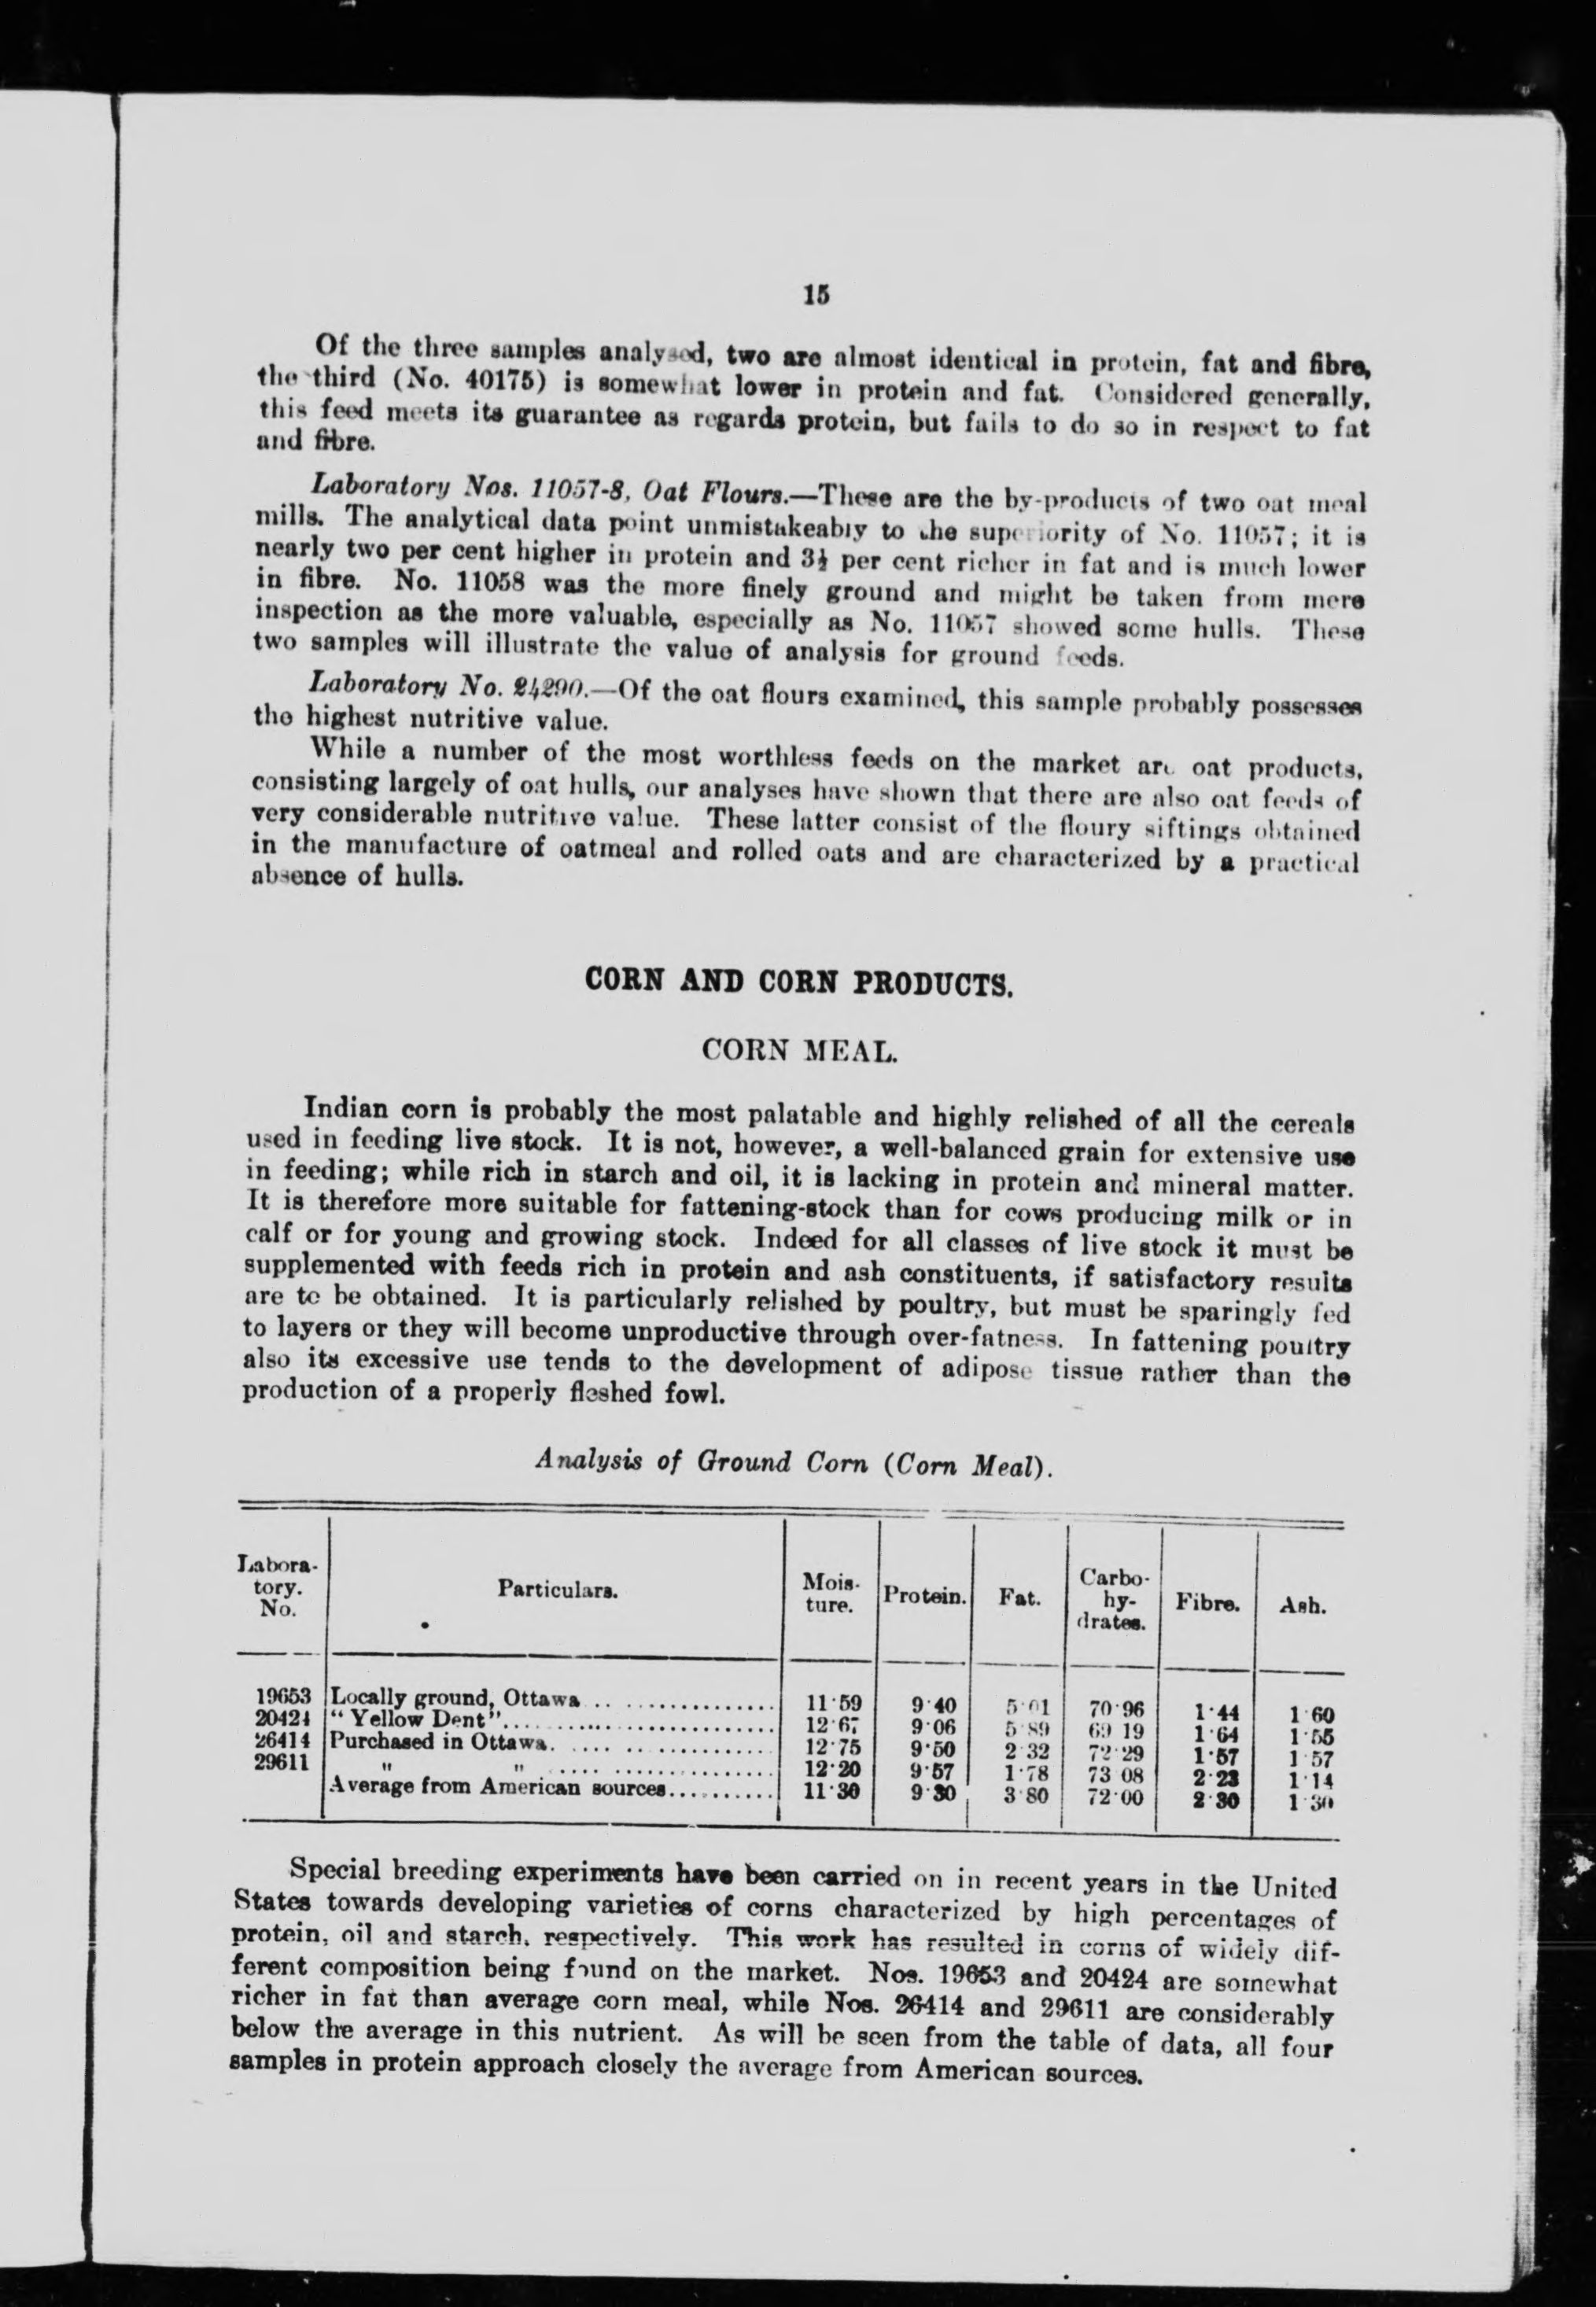 15
Of the three samples analysed, two are almost identical in protein, fat and fibre,
the third (No. 40175) is somewhat lower in protein and fat. Considered generally,
this feed meets its guarantee as regards protein, but fails to do so in respect to fat
and fibre.
Laboratory Nos. 11057-8, Oat Flours.—These are the by-products of two oat meal
mills. The analytical data point unmistakeably to the superiority of No. 11057; it is
nearly two per cent higher in protein and 3½ per cent richer in fat and is much lower
in fibre. No. 11058 was the more finely ground and might be taken from mere
inspection as the more valuable, especially as No. 11057 showed some hulls. These
two samples will illustrate the value of analysis for ground feeds.
Laboratory No. 24290.—Of the oat flours examined, this sample probably possesses
the highest nutritive value.
While a number of the most worthless feeds on the market are oat products,
consisting largely of oat hulls, our analyses have shown that there are also oat feeds of
very considerable nutritive value. These latter consist of the floury siftings obtained
in the manufacture of oatmeal and rolled oats and are characterized by a practical
absence of hulls.
CORN AND CORN PRODUCTS.
CORN MEAL.
Indian corn is probably the most palatable and highly relished of all the cereals
used in feeding live stock. It is not, however, a well-balanced grain for extensive use
in feeding; while rich in starch and oil, it is lacking in protein and mineral matter.
It is therefore more suitable for fattening-stock than for cows producing milk or in
calf or for young and growing stock. Indeed for all classes of live stock it must be
supplemented with feeds rich in protein and ash constituents, if satisfactory results
are to be obtained. It is particularly relished by poultry, but must be sparingly fed
to layers or they will become unproductive through over-fatness. In fattening poultry
also its excessive use tends to the development of adipose tissue rather than the
production of a properly fleshed fowl.
Analysis of Ground Corn (Corn Meal).
Labora-tory. No. Particulars. Mois-ture. Protein. Fat. Carbo-hy-drates. Fibre. Ash.
19653 Locally ground, Ottawa 11·59 9·40 5·01 70·96 1·44 1·60
20424 "Yellow Dent" 12·67 9·06 5·89 69·19 1·64 1·55
26414 Purchased in Ottawa 12·75 9·50 2·32 72·29 1·57 1·57
29611 " " 12·20 9·57 1·78 73·08 2·23 1·14
Average from American sources 11·30 9·30 3·80 72·00 2·30 1·30
Special breeding experiments have been carried on in recent years in the United
States towards developing varieties of corns characterized by high percentages of
protein, oil and starch, respectively. This work has resulted in corns of widely dif-
ferent composition being found on the market. Nos. 19653 and 20424 are somewhat
richer in fat than average corn meal, while Nos. 26414 and 29611 are considerably
below the average in this nutrient. As will be seen from the table of data, all four
samples in protein approach closely the average from American sources.